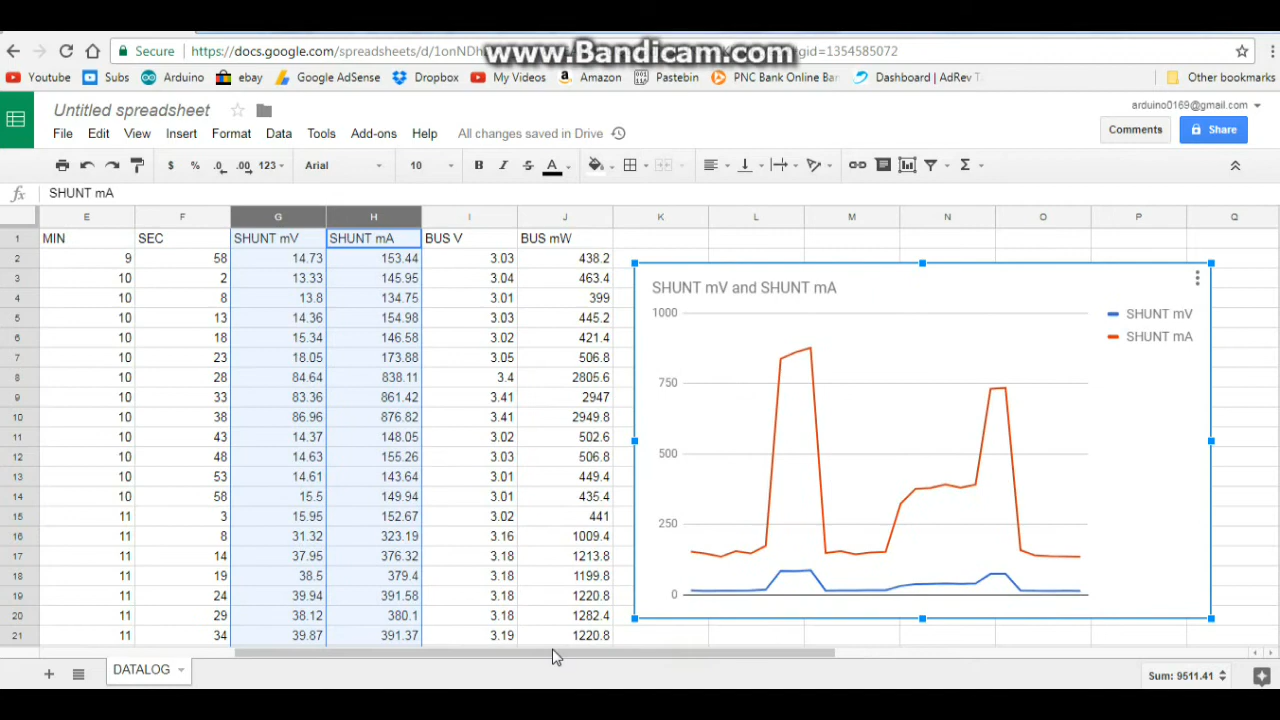 www.Bandicam.com
Secure https://docs.google.com/spreadsheets/d/1onNDh gid=1354585072
Youtube Subs Arduino ebay Google AdSense Dropbox My Videos Amazon Pastebin PNC Bank Online Ba Dashboard | AdRev T Other bookmarks
Untitled spreadsheet
arduino0169@gmail.com
File Edit View Insert Format Data Tools Add-ons Help All changes saved in Drive
Comments Share
$ % .0 .00 123 Arial 10 B I S A Σ
fx SHUNT mA
E F G H I J K L M N O P Q
1 MIN SEC SHUNT mV SHUNT mA BUS V BUS mW
2 9 58 14.73 153.44 3.03 438.2
3 10 2 13.33 145.95 3.04 463.4
4 10 8 13.8 134.75 3.01 399
5 10 13 14.36 154.98 3.03 445.2
6 10 18 15.34 146.58 3.02 421.4
7 10 23 18.05 173.88 3.05 506.8
8 10 28 84.64 838.11 3.4 2805.6
9 10 33 83.36 861.42 3.41 2947
10 10 38 86.96 876.82 3.41 2949.8
11 10 43 14.37 148.05 3.02 502.6
12 10 48 14.63 155.26 3.03 506.8
13 10 53 14.61 143.64 3.01 449.4
14 10 58 15.5 149.94 3.01 435.4
15 11 3 15.95 152.67 3.02 441
16 11 8 31.32 323.19 3.16 1009.4
17 11 14 37.95 376.32 3.18 1213.8
18 11 19 38.5 379.4 3.18 1199.8
19 11 24 39.94 391.58 3.18 1220.8
20 11 29 38.12 380.1 3.18 1282.4
21 11 34 39.87 391.37 3.19 1220.8
SHUNT mV and SHUNT mA
1000
750
500
250
0
SHUNT mV
SHUNT mA
DATALOG
Sum: 9511.41